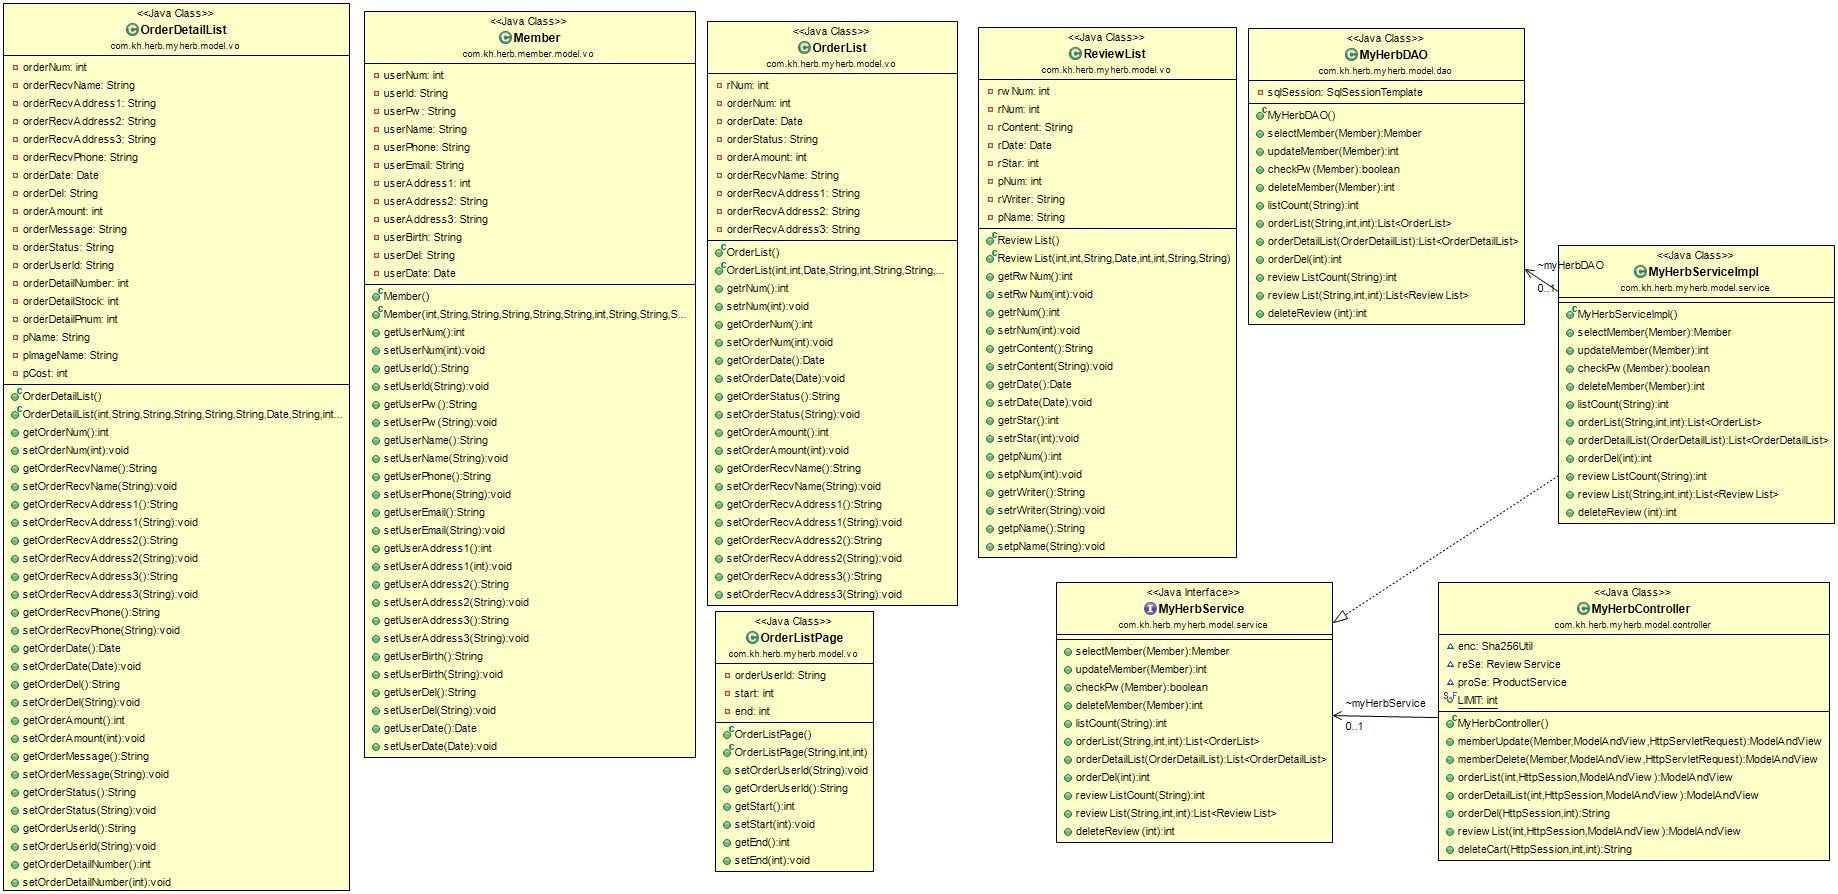 <<Java Class>>
OrderDetailList
com.kh.herb.myherb.model.vo
orderNum: int
orderRecvName: String
orderRecvAddress1: String
orderRecvAddress2: String
orderRecvAddress3: String
orderRecvPhone: String
orderDate: Date
orderDel: String
orderAmount: int
orderMessage: String
orderStatus: String
orderUserId: String
orderDetailNumber: int
orderDetailStock: int
orderDetailPnum: int
pName: String
pImageName: String
pCost: int
OrderDetailList()
OrderDetailList(int,String,String,String,String,String,Date,String,int...
getOrderNum():int
setOrderNum(int):void
getOrderRecvName():String
setOrderRecvName(String):void
getOrderRecvAddress1():String
setOrderRecvAddress1(String):void
getOrderRecvAddress2():String
setOrderRecvAddress2(String):void
getOrderRecvAddress3():String
setOrderRecvAddress3(String):void
getOrderRecvPhone():String
setOrderRecvPhone(String):void
getOrderDate():Date
setOrderDate(Date):void
getOrderDel():String
setOrderDel(String):void
getOrderAmount():int
setOrderAmount(int):void
getOrderMessage():String
setOrderMessage(String):void
getOrderStatus():String
setOrderStatus(String):void
getOrderUserId():String
setOrderUserId(String):void
getOrderDetailNumber():int
setOrderDetailNumber(int):void
<<Java Class>>
Member
com.kh.herb.member.model.vo
userNum: int
userId: String
userPw: String
userName: String
userPhone: String
userEmail: String
userAddress1: int
userAddress2: String
userAddress3: String
userBirth: String
userDel: String
userDate: Date
Member()
Member(int,String,String,String,String,String,int,String,String,S...
getUserNum():int
setUserNum(int):void
getUserId():String
setUserId(String):void
getUserPw():String
setUserPw(String):void
getUserName():String
setUserName(String):void
getUserPhone():String
setUserPhone(String):void
getUserEmail():String
setUserEmail(String):void
getUserAddress1():int
setUserAddress1(int):void
getUserAddress2():String
setUserAddress2(String):void
getUserAddress3():String
setUserAddress3(String):void
getUserBirth():String
setUserBirth(String):void
getUserDel():String
setUserDel(String):void
getUserDate():Date
setUserDate(Date):void
<<Java Class>>
OrderList
com.kh.herb.myherb.model.vo
rNum: int
orderNum: int
orderDate: Date
orderStatus: String
orderAmount: int
orderRecvName: String
orderRecvAddress1: String
orderRecvAddress2: String
orderRecvAddress3: String
OrderList()
OrderList(int,int,Date,String,int,String,String,...
getrNum():int
setrNum(int):void
getOrderNum():int
setOrderNum(int):void
getOrderDate():Date
setOrderDate(Date):void
getOrderStatus():String
setOrderStatus(String):void
getOrderAmount():int
setOrderAmount(int):void
getOrderRecvName():String
setOrderRecvName(String):void
getOrderRecvAddress1():String
setOrderRecvAddress1(String):void
getOrderRecvAddress2():String
setOrderRecvAddress2(String):void
getOrderRecvAddress3():String
setOrderRecvAddress3(String):void
<<Java Class>>
OrderListPage
com.kh.herb.myherb.model.vo
orderUserId: String
start: int
end: int
OrderListPage()
OrderListPage(String,int,int)
setOrderUserId(String):void
getOrderUserId():String
getStart():int
setStart(int):void
getEnd():int
setEnd(int):void
<<Java Class>>
ReviewList
com.kh.herb.myherb.model.vo
rwNum: int
rNum: int
rContent: String
rDate: Date
rStar: int
pNum: int
rWriter: String
pName: String
ReviewList()
ReviewList(int,int,String,Date,int,int,String,String)
getRwNum():int
setRwNum(int):void
getrNum():int
setrNum(int):void
getrContent():String
setrContent(String):void
getrDate():Date
setrDate(Date):void
getrStar():int
setrStar(int):void
getpNum():int
setpNum(int):void
getrWriter():String
setrWriter(String):void
getpName():String
setpName(String):void
<<Java Class>>
MyHerbDAO
com.kh.herb.myherb.model.dao
sqlSession: SqlSessionTemplate
MyHerbDAO()
selectMember(Member):Member
updateMember(Member):int
checkPw(Member):boolean
deleteMember(Member):int
listCount(String):int
orderList(String,int,int):List<OrderList>
orderDetailList(OrderDetailList):List<OrderDetailList>
orderDel(int):int
reviewListCount(String):int
reviewList(String,int,int):List<ReviewList>
deleteReview(int):int
~myHerbDAO
0..1
<<Java Class>>
MyHerbServiceImpl
com.kh.herb.myherb.model.service
MyHerbServiceImpl()
selectMember(Member):Member
updateMember(Member):int
checkPw(Member):boolean
deleteMember(Member):int
listCount(String):int
orderList(String,int,int):List<OrderList>
orderDetailList(OrderDetailList):List<OrderDetailList>
orderDel(int):int
reviewListCount(String):int
reviewList(String,int,int):List<ReviewList>
deleteReview(int):int
<<Java Interface>>
MyHerbService
com.kh.herb.myherb.model.service
selectMember(Member):Member
updateMember(Member):int
checkPw(Member):boolean
deleteMember(Member):int
listCount(String):int
orderList(String,int,int):List<OrderList>
orderDetailList(OrderDetailList):List<OrderDetailList>
orderDel(int):int
reviewListCount(String):int
reviewList(String,int,int):List<ReviewList>
deleteReview(int):int
~myHerbService
0..1
<<Java Class>>
MyHerbController
com.kh.herb.myherb.model.controller
enc: Sha256Util
reSe: ReviewService
proSe: ProductService
LIMIT: int
MyHerbController()
memberUpdate(Member,ModelAndView,HttpServletRequest):ModelAndView
memberDelete(Member,ModelAndView,HttpServletRequest):ModelAndView
orderList(int,HttpSession,ModelAndView):ModelAndView
orderDetailList(int,HttpSession,ModelAndView):ModelAndView
orderDel(HttpSession,int):String
reviewList(int,HttpSession,ModelAndView):ModelAndView
deleteCart(HttpSession,int,int):String